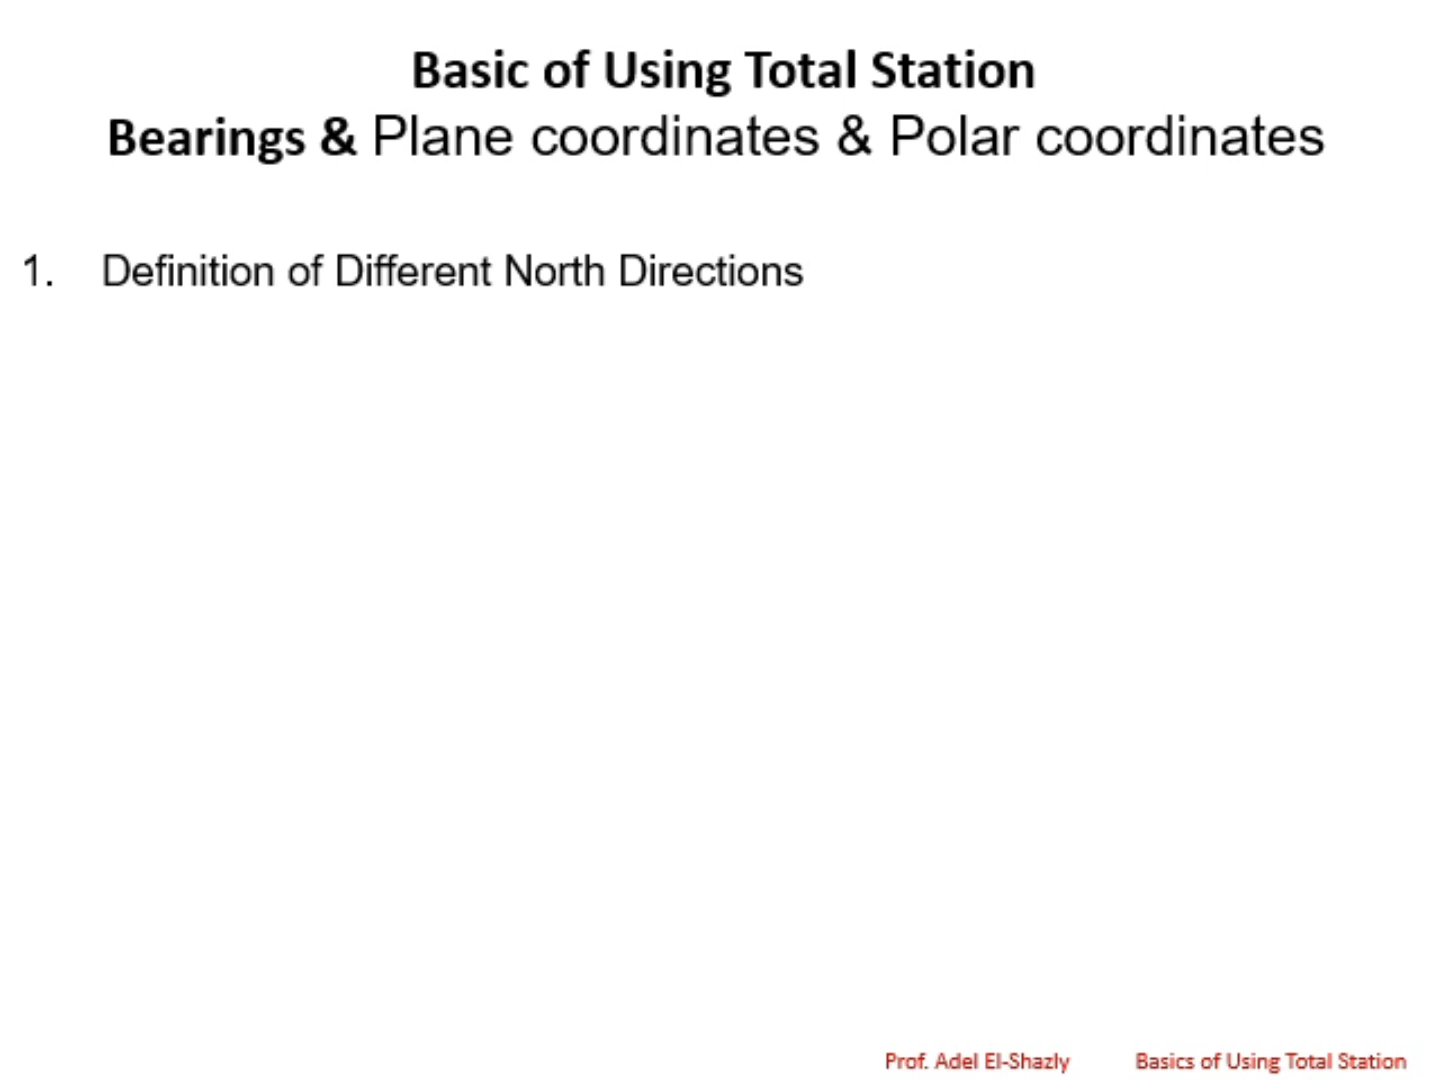 Basic of Using Total Station
Bearings & Plane coordinates & Polar coordinates
1. Definition of Different North Directions
Prof. Adel El-Shazly Basics of Using Total Station